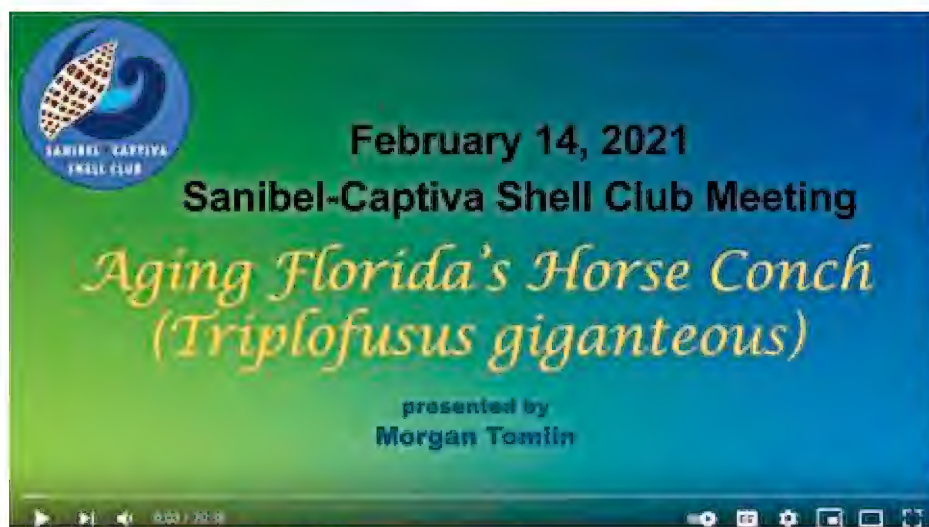 SANIBEL - CAPTIVA
SHELL CLUB
February 14, 2021
Sanibel-Captiva Shell Club Meeting
Aging Florida's Horse Conch
(Triplofusus giganteous)
presented by
Morgan Tomlin